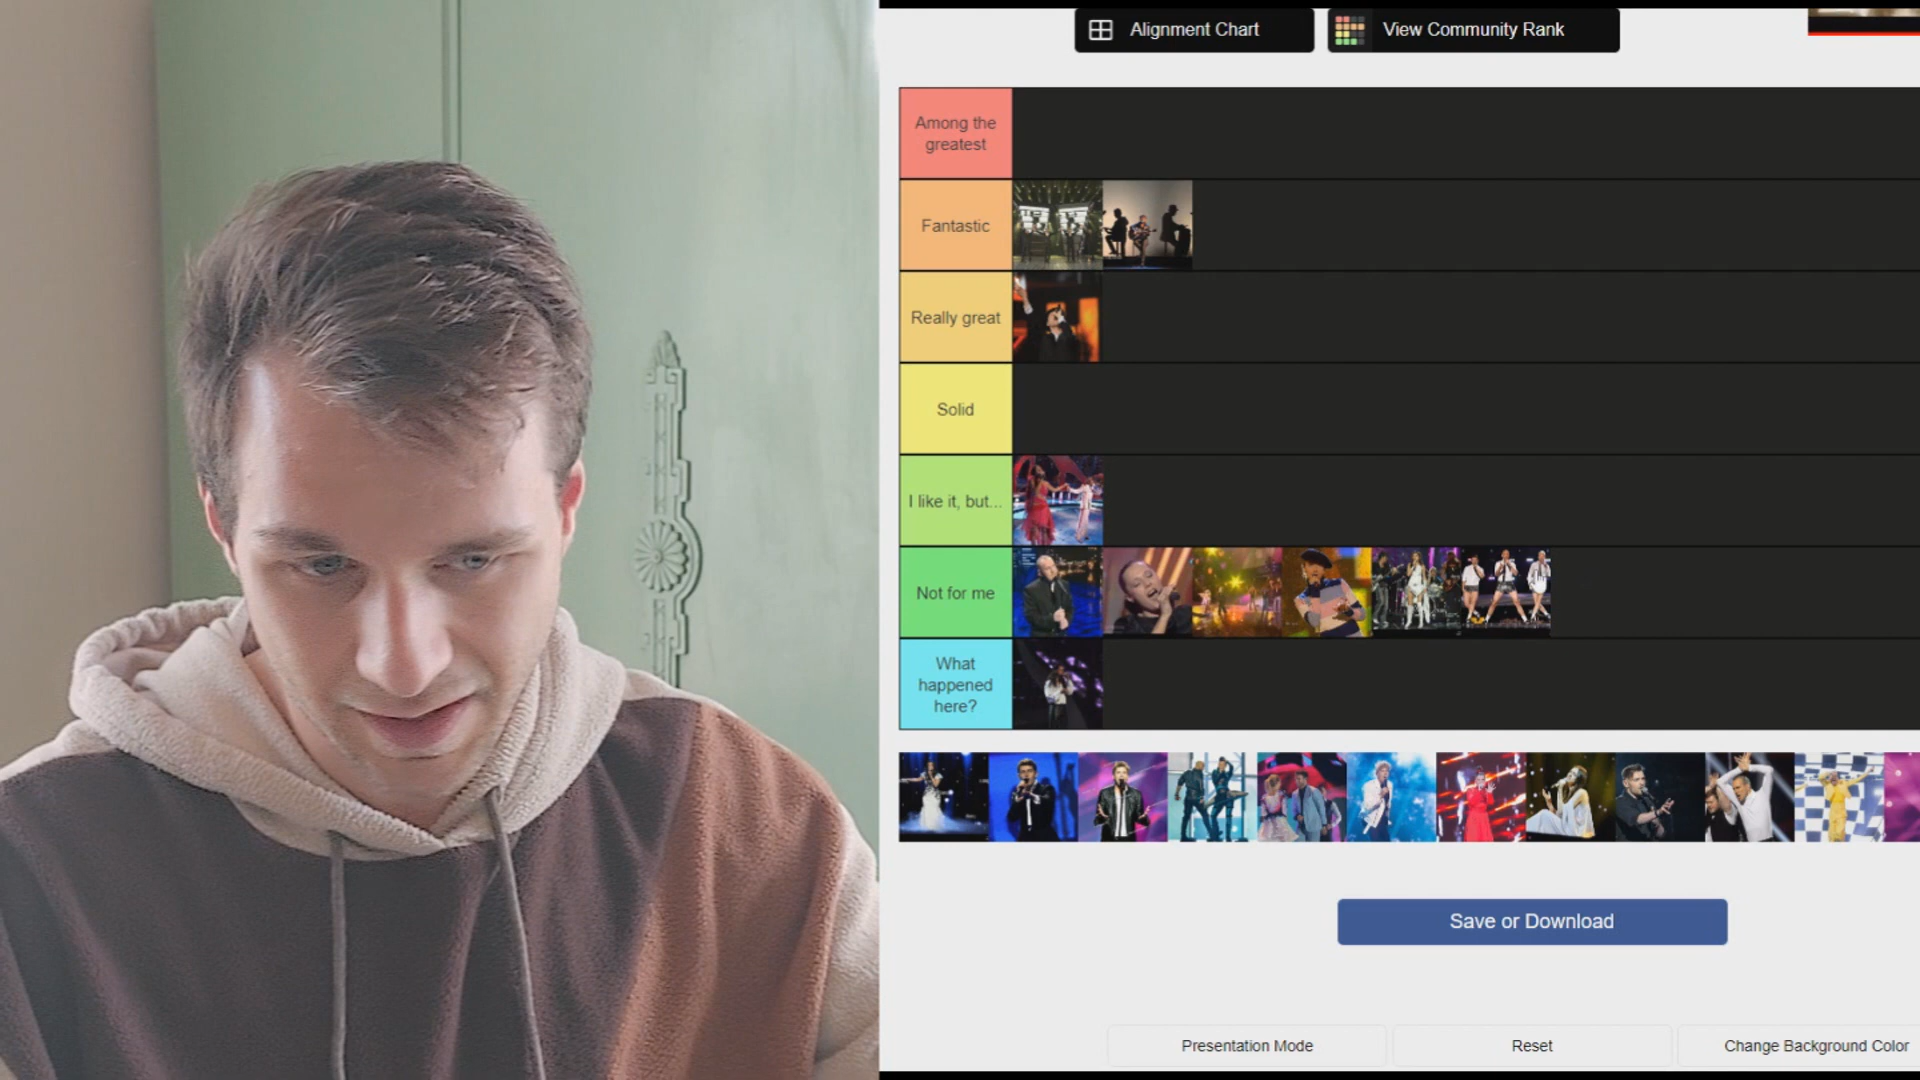 Alignment Chart
View Community Rank
Among the
greatest
Fantastic
Really great
Solid
I like it, but...
Not for me
What
happened
here?
Save or Download
Presentation Mode
Reset
Change Background Color